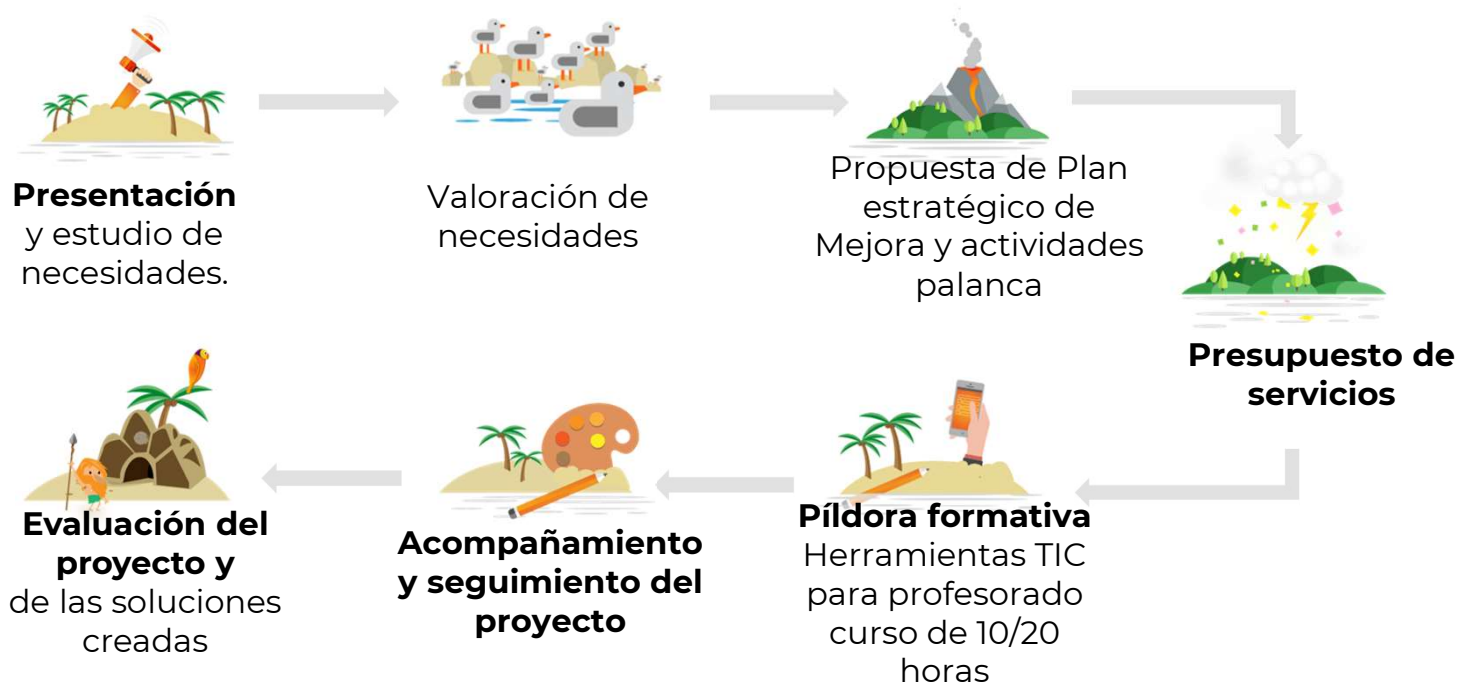 Presentación
y estudio de
necesidades.
Valoración de
necesidades
Propuesta de Plan
estratégico de
Mejora y actividades
palanca
Presupuesto de
servicios
Píldora formativa
Herramientas TIC
para profesorado
curso de 10/20
horas
Acompañamiento
y seguimiento del
proyecto
Evaluación del
proyecto y
de las soluciones
creadas